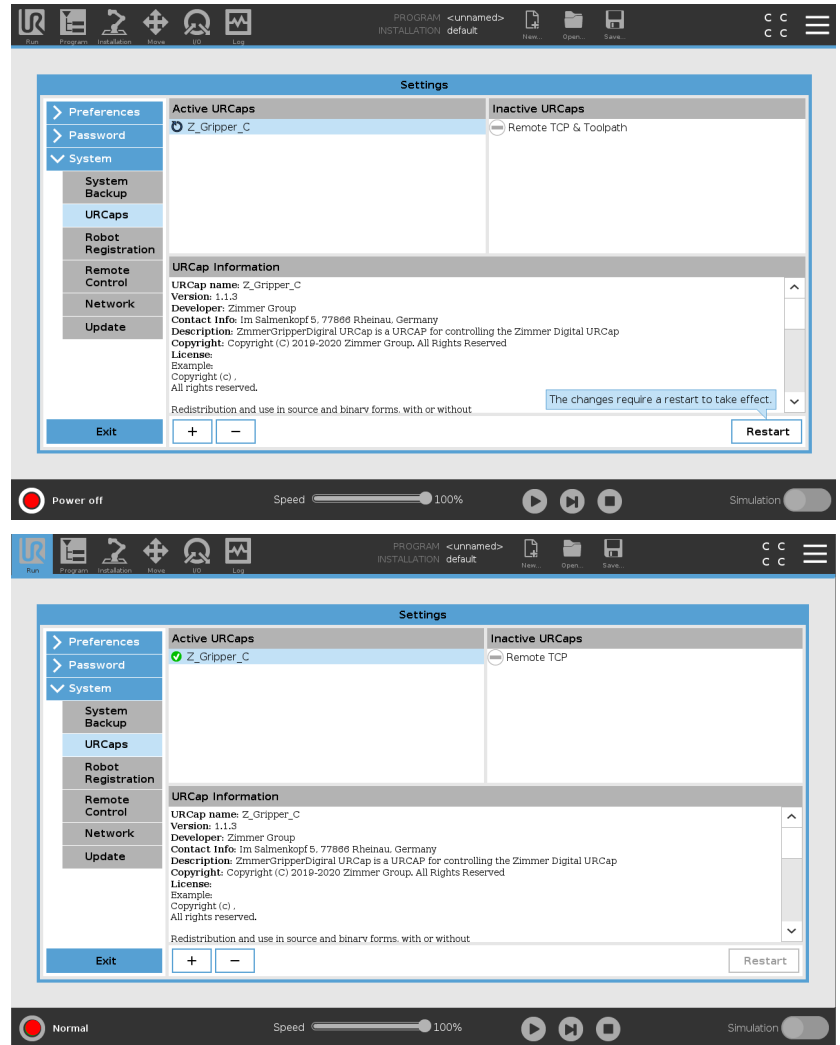 PROGRAM <unnamed>
INSTALLATION default
C C
C C
UR
Run Program Installation Move I/O Log New... Open... Save...
Settings
Preferences
Password
System
System
Backup
URCaps
Robot
Registration
Remote
Control
Network
Update
Exit
Active URCaps
Z_Gripper_C
Inactive URCaps
Remote TCP & Toolpath
URCap Information
URCap name: Z_Gripper_C
Version: 1.1.3
Developer: Zimmer Group
Contact Info: Im Salmenkopf 5, 77866 Rheinau, Germany
Description: ZmmerGripperDigiral URCap is a URCAP for controlling the Zimmer Digital URCap
Copyright: Copyright (C) 2019-2020 Zimmer Group. All Rights Reserved
License:
Example:
Copyright (c) ,
All rights reserved.
Redistribution and use in source and binary forms, with or without
The changes require a restart to take effect.
+ −
Restart
Power off
Speed
100%
Simulation
PROGRAM <unnamed>
INSTALLATION default
C C
C C
UR
Run Program Installation Move I/O Log New... Open... Save...
Settings
Preferences
Password
System
System
Backup
URCaps
Robot
Registration
Remote
Control
Network
Update
Exit
Active URCaps
Z_Gripper_C
Inactive URCaps
Remote TCP
URCap Information
URCap name: Z_Gripper_C
Version: 1.1.3
Developer: Zimmer Group
Contact Info: Im Salmenkopf 5, 77866 Rheinau, Germany
Description: ZmmerGripperDigiral URCap is a URCAP for controlling the Zimmer Digital URCap
Copyright: Copyright (C) 2019-2020 Zimmer Group. All Rights Reserved
License:
Example:
Copyright (c) ,
All rights reserved.
Redistribution and use in source and binary forms, with or without
+ −
Restart
Normal
Speed
100%
Simulation